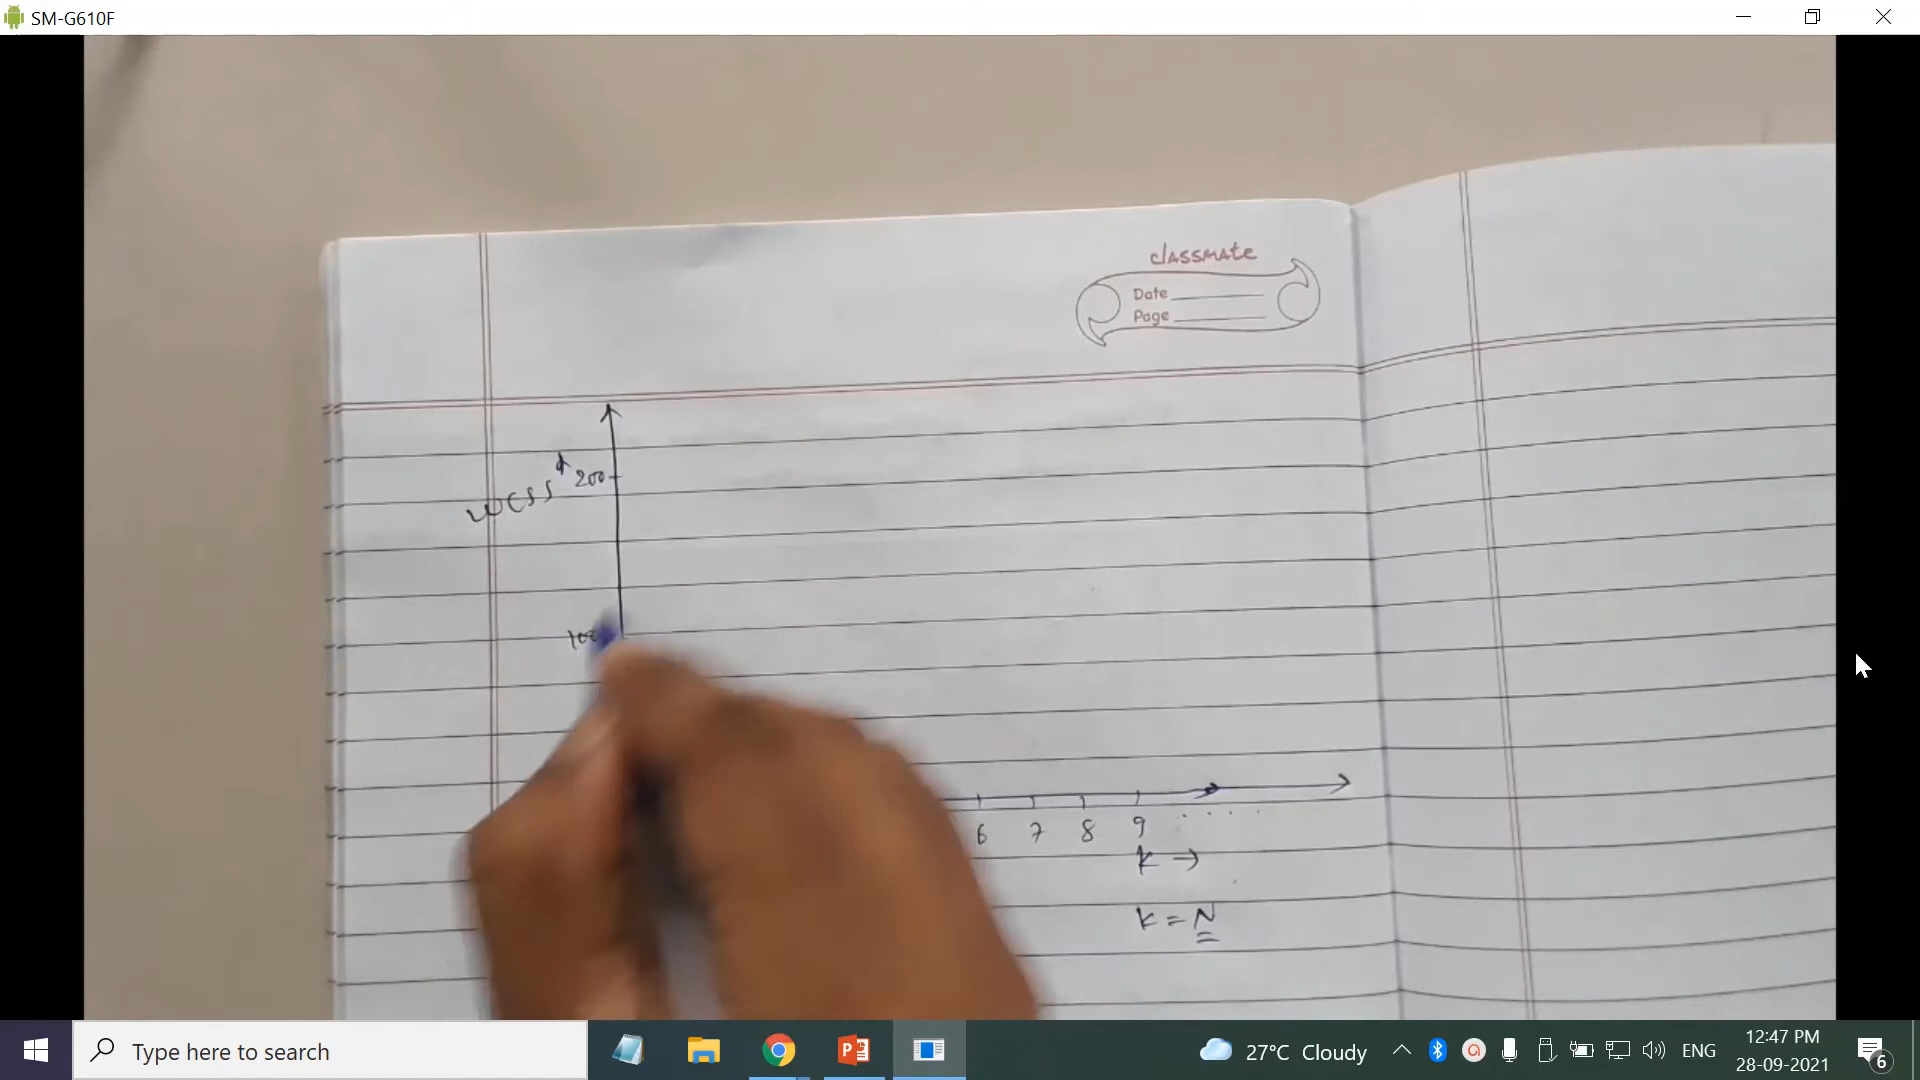 SM-G610F
classmate
Date
Page
WCSS
200
100
6 7 8 9 ....
k →
k = N
Type here to search
27°C Cloudy
ENG
12:47 PM
28-09-2021
6